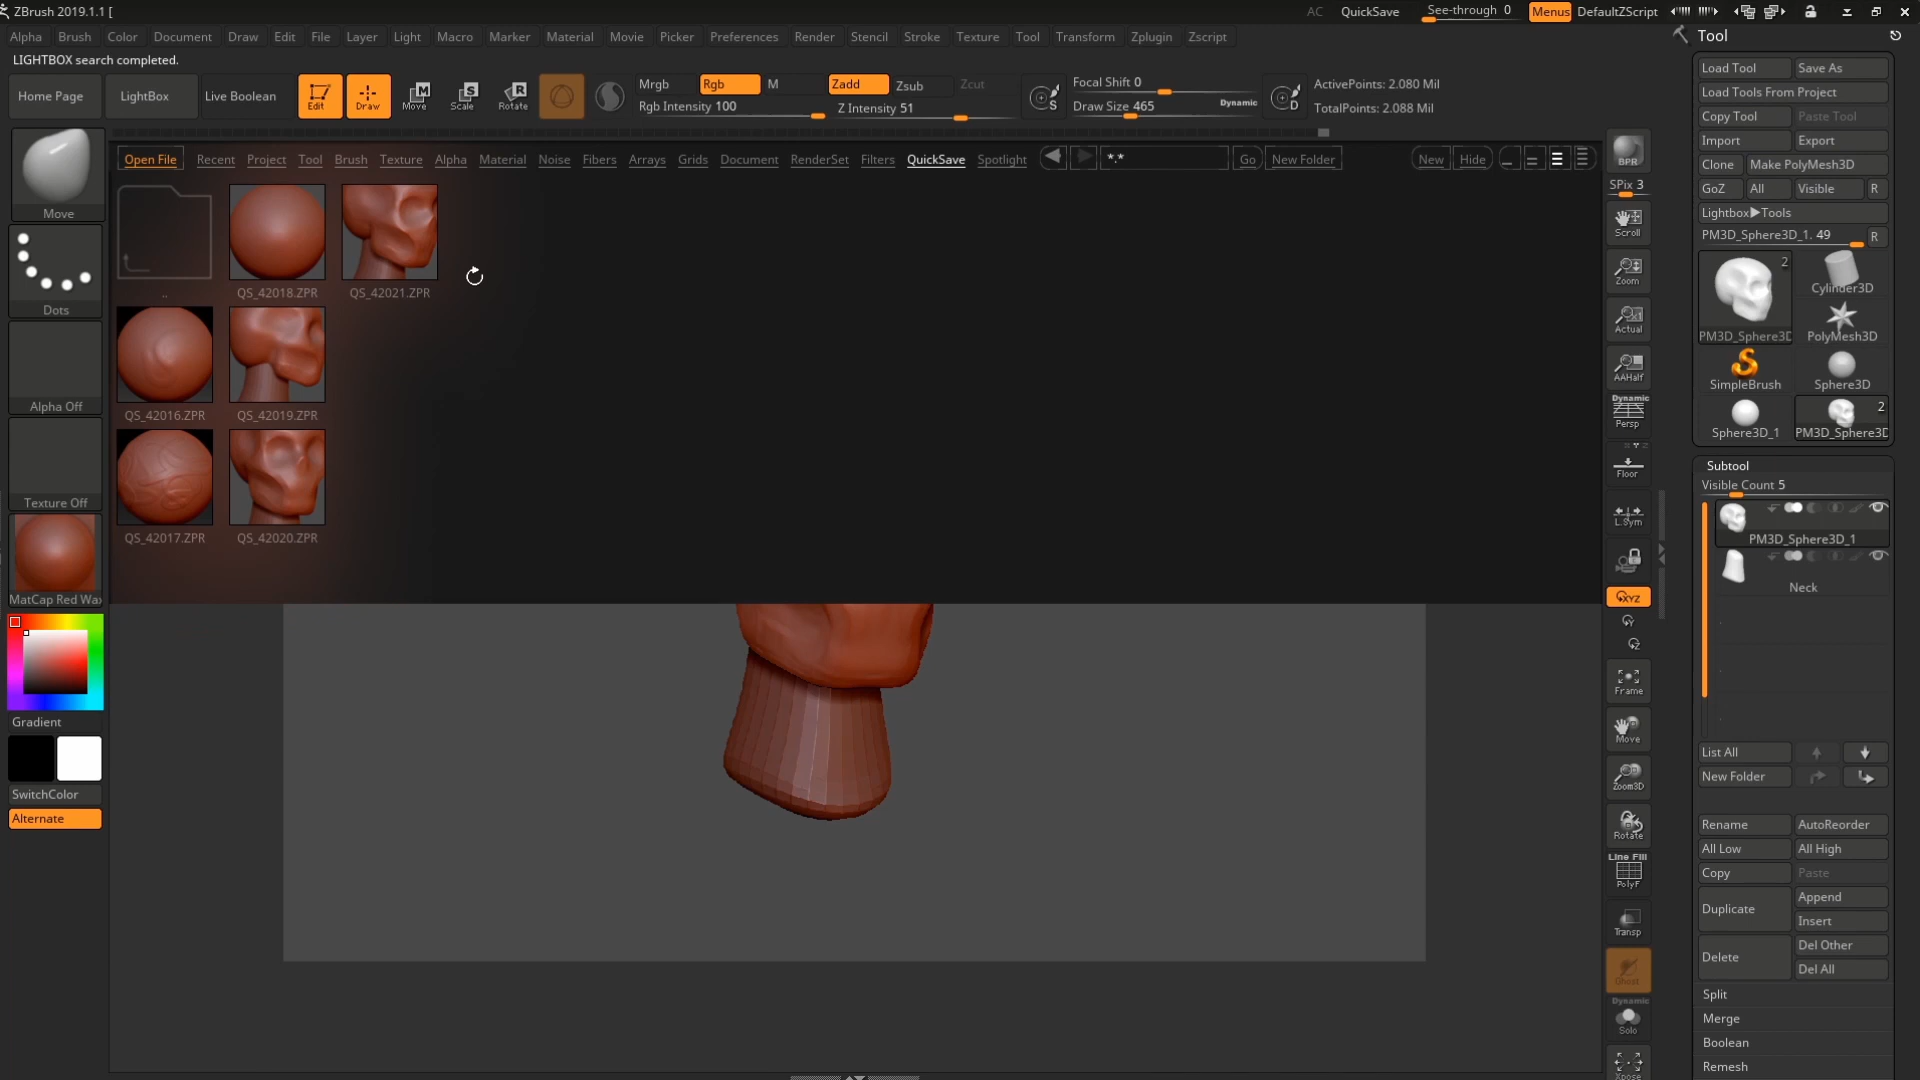 ZBrush 2019.1.1 [
AC QuickSave See-through 0 Menus DefaultZScript
Alpha Brush Color Document Draw Edit File Layer Light Macro Marker Material Movie Picker Preferences Render Stencil Stroke Texture Tool Transform Zplugin Zscript
Tool
LIGHTBOX search completed.
Home Page LightBox Live Boolean Edit Draw Move Scale Rotate
M S R
Mrgb Rgb M Zadd Zsub Zcut
Rgb Intensity 100 Z Intensity 51
S Focal Shift 0 D
Draw Size 465 Dynamic
ActivePoints: 2.080 Mil
TotalPoints: 2.088 Mil
Move
Dots
Alpha Off
Texture Off
MatCap Red Wax
Gradient
SwitchColor
Alternate
Open File Recent Project Tool Brush Texture Alpha Material Noise Fibers Arrays Grids Document RenderSet Filters QuickSave Spotlight *.* Go New Folder New Hide
.. QS_42018.ZPR QS_42021.ZPR
QS_42016.ZPR QS_42019.ZPR
QS_42017.ZPR QS_42020.ZPR
BPR
SPix 3
Scroll
Zoom
Actual
AAHalf
Dynamic
Persp
Floor
L.Sym
XYZ
Y
Z
Frame
Move
Zoom3D
Rotate
Line Fill
PolyF
Transp
Ghost
Dynamic
Solo
Xpose
Load Tool Save As
Load Tools From Project
Copy Tool Paste Tool
Import Export
Clone Make PolyMesh3D
GoZ All Visible R
Lightbox▶Tools
PM3D_Sphere3D_1. 49 R
2
Cylinder3D
PM3D_Sphere3D PolyMesh3D
SimpleBrush Sphere3D
2
Sphere3D_1 PM3D_Sphere3D
Subtool
Visible Count 5
PM3D_Sphere3D_1
Neck
List All
New Folder
Rename AutoReorder
All Low All High
Copy Paste
Duplicate Append
Insert
Delete Del Other
Del All
Split
Merge
Boolean
Remesh